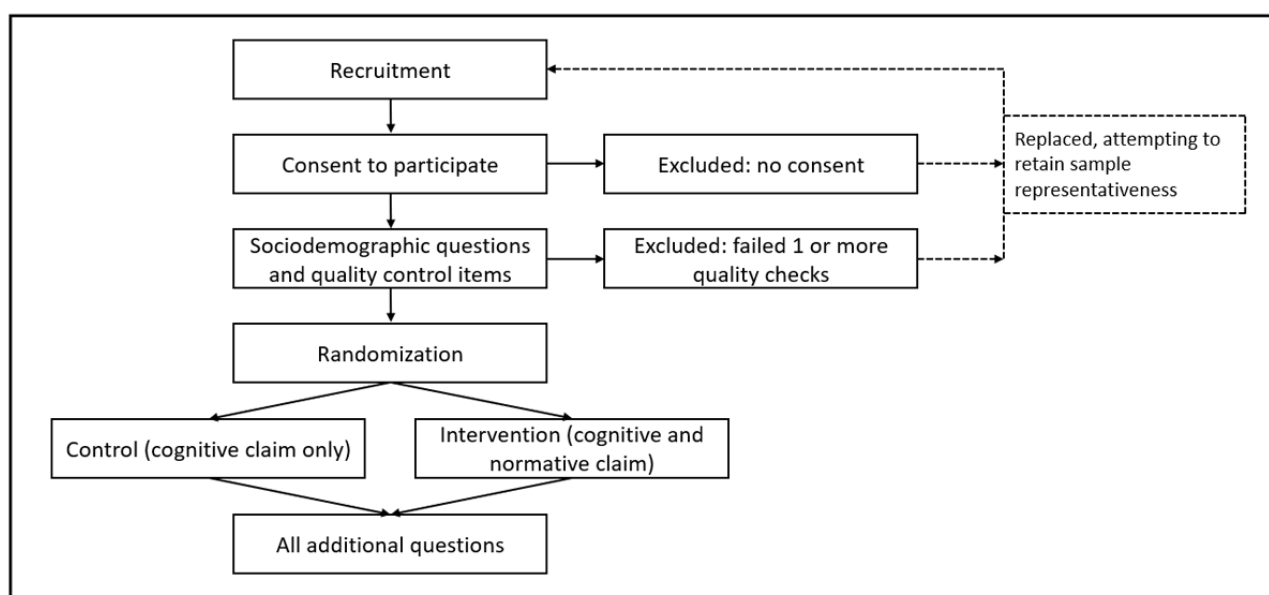 Recruitment
Consent to participate
Excluded: no consent
Replaced, attempting to
retain sample
representativeness
Sociodemographic questions
and quality control items
Excluded: failed 1 or more
quality checks
Randomization
Control (cognitive claim only)
Intervention (cognitive and
normative claim)
All additional questions